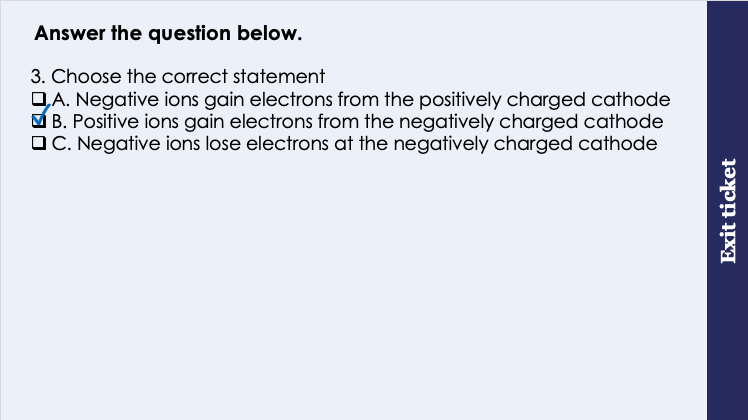 Answer the question below.
3. Choose the correct statement
A. Negative ions gain electrons from the positively charged cathode
B. Positive ions gain electrons from the negatively charged cathode
C. Negative ions lose electrons at the negatively charged cathode
Exit ticket